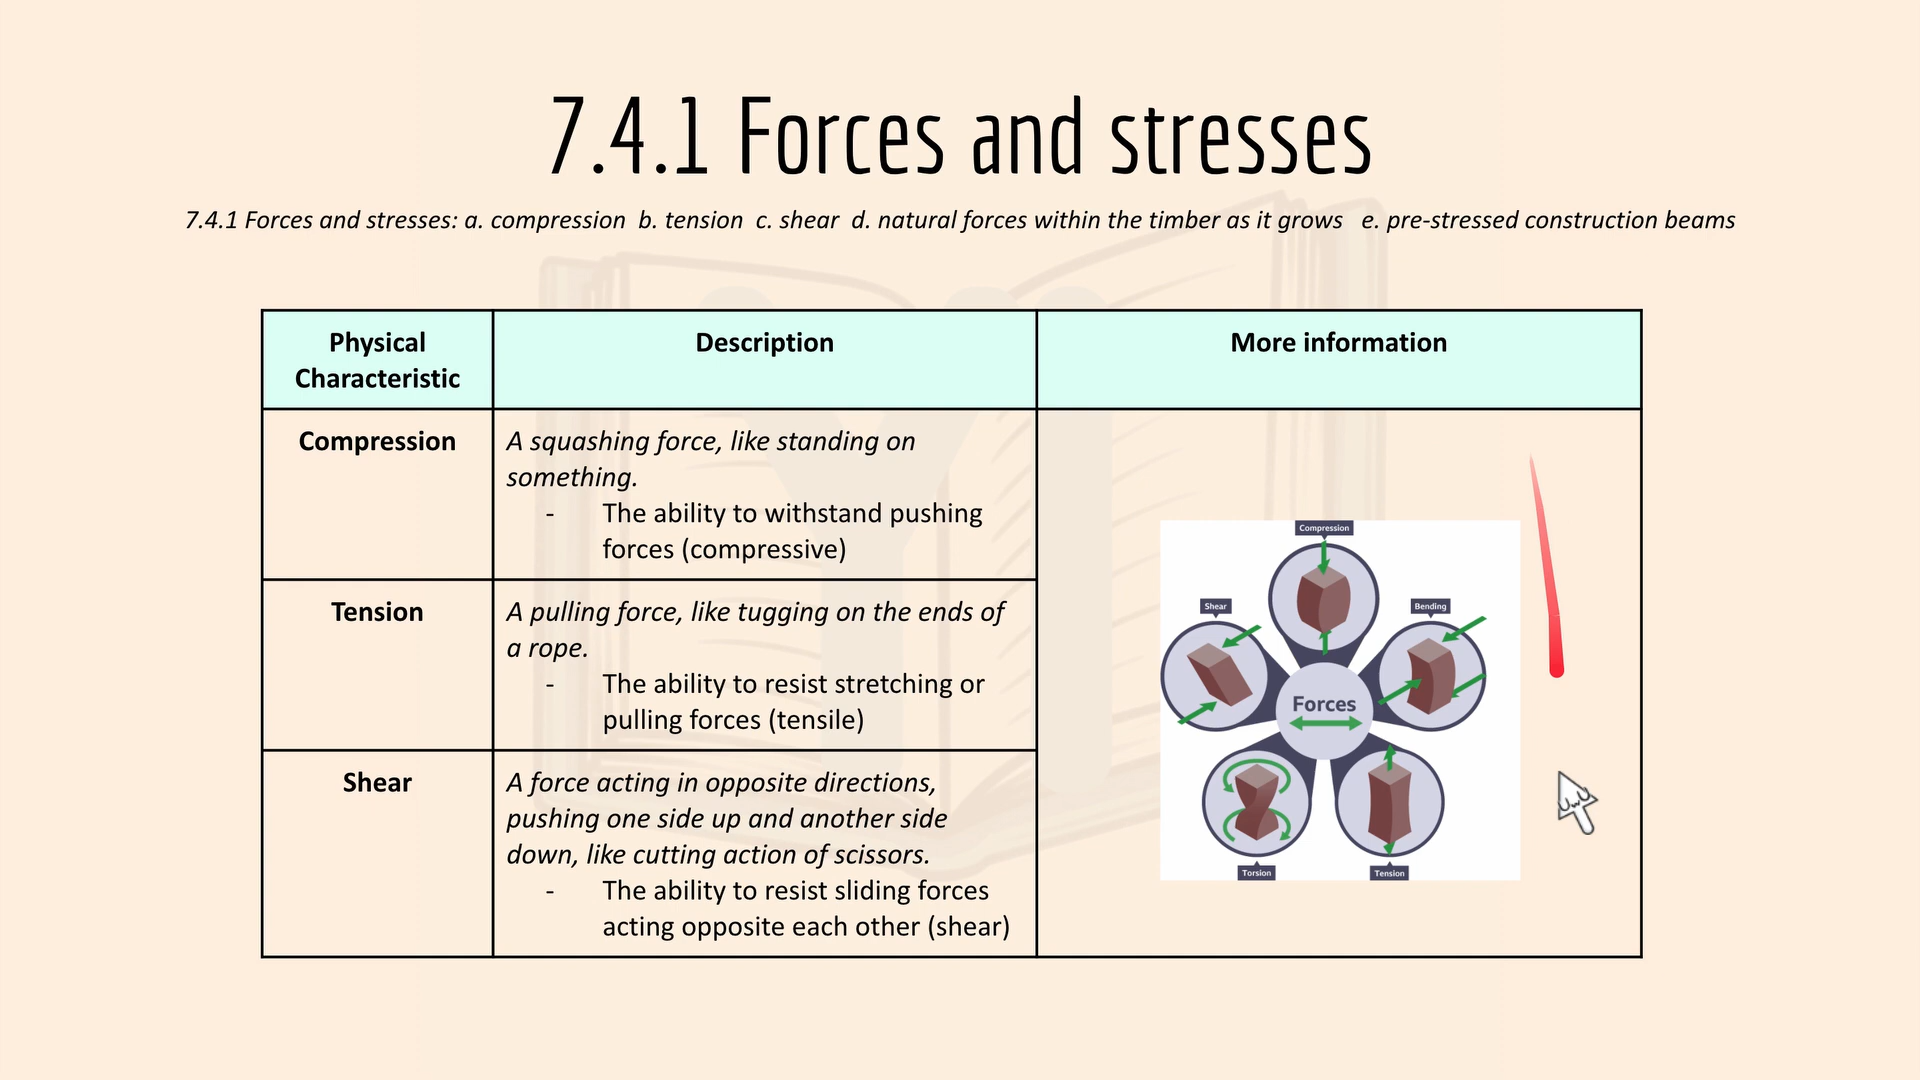 7.4.1 Forces and stresses
7.4.1 Forces and stresses: a. compression b. tension c. shear d. natural forces within the timber as it grows e. pre-stressed construction beams
Physical
Characteristic
Description
More information
Compression
A squashing force, like standing on
something.
- The ability to withstand pushing
forces (compressive)
Tension
A pulling force, like tugging on the ends of
a rope.
- The ability to resist stretching or
pulling forces (tensile)
Shear
A force acting in opposite directions,
pushing one side up and another side
down, like cutting action of scissors.
- The ability to resist sliding forces
acting opposite each other (shear)
Compression
Shear
Bending
Forces
Torsion
Tension